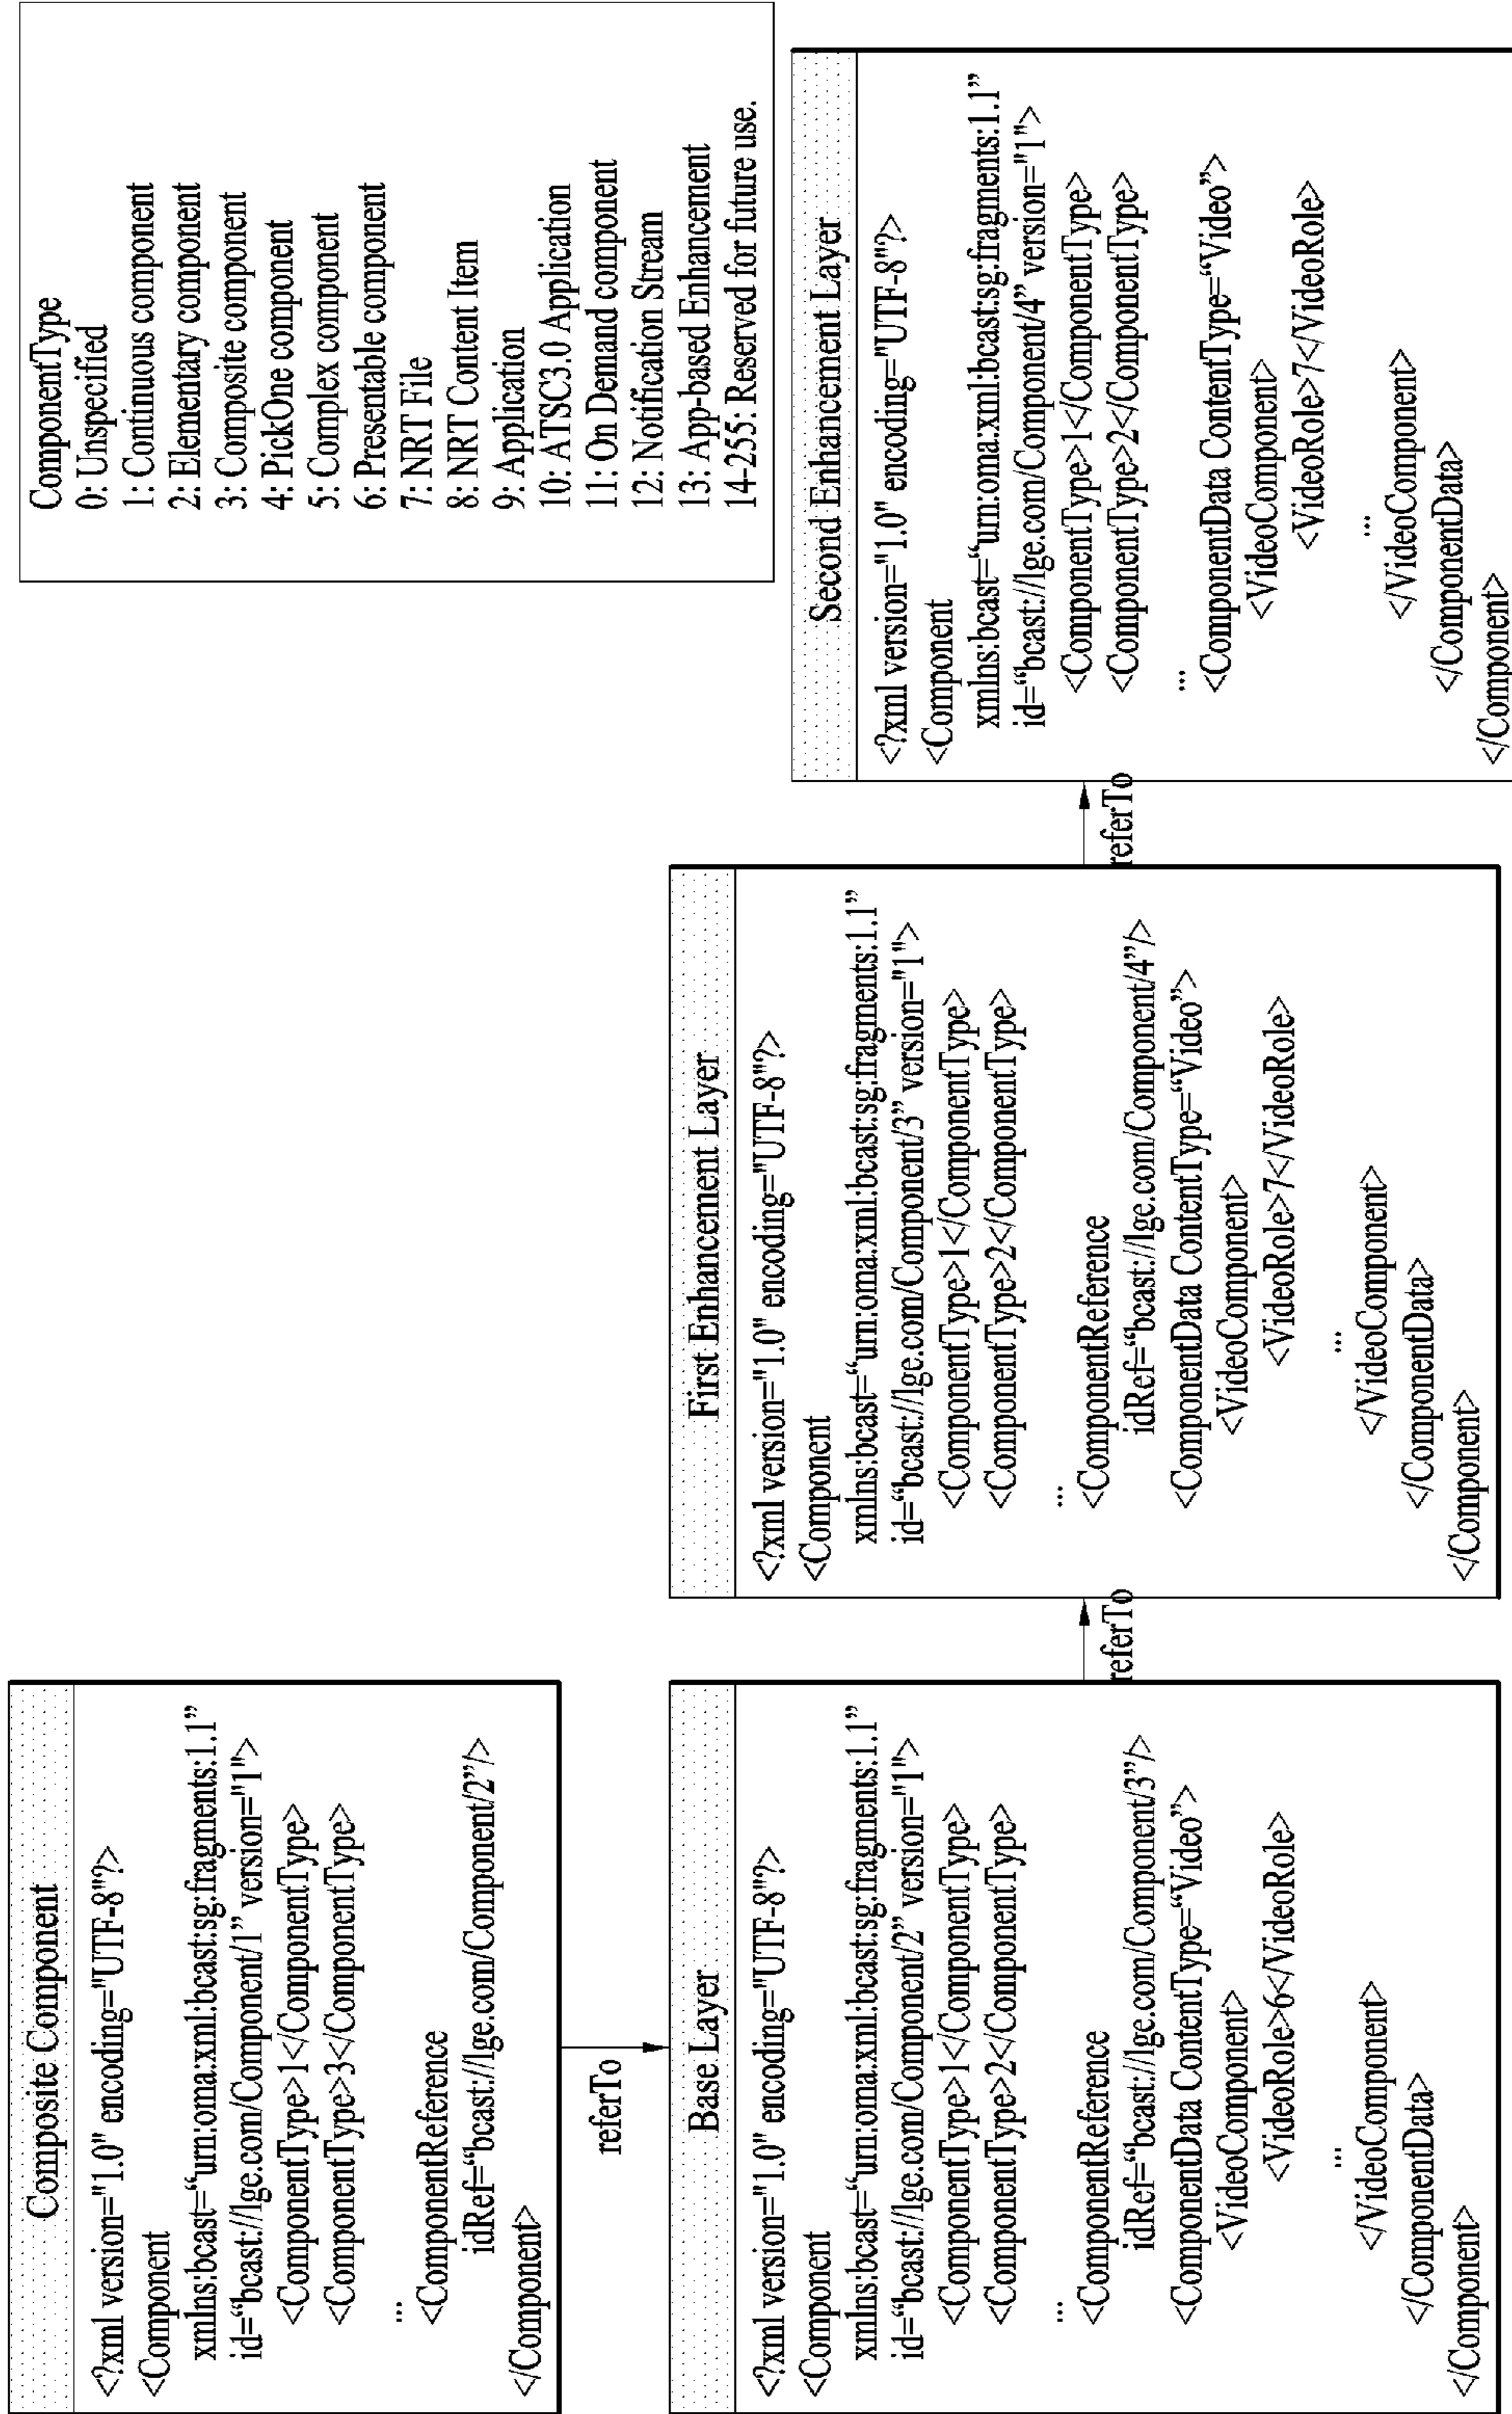 Composite Component
<?xml version="1.0" encoding="UTF-8"?>
<Component
xmlns:bcast=“urn:oma:xml:bcast:sg:fragments:1.1”
id=“bcast://lge.com/Component/1” version="1">
<ComponentType>1</ComponentType>
<ComponentType>3</ComponentType>
...
<ComponentReference
idRef=“bcast://lge.com/Component/2”/>
</Component>
referTo
Base Layer
<?xml version="1.0" encoding="UTF-8"?>
<Component
xmlns:bcast=“urn:oma:xml:bcast:sg:fragments:1.1”
id=“bcast://lge.com/Component/2” version="1">
<ComponentType>1</ComponentType>
<ComponentType>2</ComponentType>
...
<ComponentReference
idRef=“bcast://lge.com/Component/3”/>
<ComponentData ContentType=“Video”>
<VideoComponent>
<VideoRole>6</VideoRole>
...
</VideoComponent>
</ComponentData>
</Component>
referTo
First Enhancement Layer
<?xml version="1.0" encoding="UTF-8"?>
<Component
xmlns:bcast=“urn:oma:xml:bcast:sg:fragments:1.1”
id=“bcast://lge.com/Component/3” version="1">
<ComponentType>1</ComponentType>
<ComponentType>2</ComponentType>
...
<ComponentReference
idRef=“bcast://lge.com/Component/4”/>
<ComponentData ContentType=“Video”>
<VideoComponent>
<VideoRole>7</VideoRole>
...
</VideoComponent>
</ComponentData>
</Component>
referTo
Second Enhancement Layer
<?xml version="1.0" encoding="UTF-8"?>
<Component
xmlns:bcast=“urn:oma:xml:bcast:sg:fragments:1.1”
id=“bcast://lge.com/Component/4” version="1">
<ComponentType>1</ComponentType>
<ComponentType>2</ComponentType>
...
<ComponentData ContentType=“Video”>
<VideoComponent>
<VideoRole>7</VideoRole>
...
</VideoComponent>
</ComponentData>
</Component>
ComponentType
0: Unspecified
1: Continuous component
2: Elementary component
3: Composite component
4: PickOne component
5: Complex component
6: Presentable component
7: NRT File
8: NRT Content Item
9: Application
10: ATSC3.0 Application
11: On Demand component
12: Notification Stream
13: App-based Enhancement
14-255: Reserved for future use.